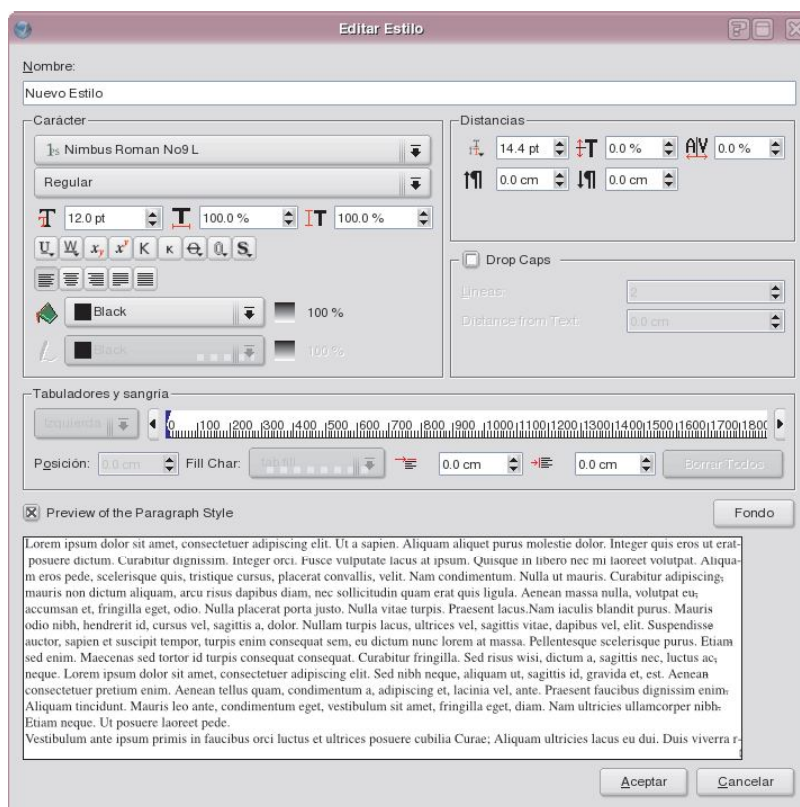 Editar Estilo
Nombre:
Nuevo Estilo
Carácter
Nimbus Roman No9 L
Regular
12.0 pt 100.0 % 100.0 %
Black 100 %
Black 100 %
Distancias
14.4 pt 0.0 % 0.0 %
0.0 cm 0.0 cm
Drop Caps
Líneas: 2
Distance from Text: 0.0 cm
Tabuladores y sangría
Izquierda 0 100 200 300 400 500 600 700 800 900 1000 1100 1200 1300 1400 1500 1600 1700 1800
Posición: 0.0 cm Fill Char: tab fill 0.0 cm 0.0 cm Borrar Todos
Preview of the Paragraph Style Fondo
Lorem ipsum dolor sit amet, consectetuer adipiscing elit. Ut a sapien. Aliquam aliquet purus molestie dolor. Integer quis eros ut erat-
posuere dictum. Curabitur dignissim. Integer orci. Fusce vulputate lacus at ipsum. Quisque in libero nec mi laoreet volutpat. Aliqua-
m eros pede, scelerisque quis, tristique cursus, placerat convallis, velit. Nam condimentum. Nulla ut mauris. Curabitur adipiscing,
mauris non dictum aliquam, arcu risus dapibus diam, nec sollicitudin quam erat quis ligula. Aenean massa nulla, volutpat eu,
accumsan et, fringilla eget, odio. Nulla placerat porta justo. Nulla vitae turpis. Praesent lacus.Nam iaculis blandit purus. Mauris
odio nibh, hendrerit id, cursus vel, sagittis a, dolor. Nullam turpis lacus, ultrices vel, sagittis vitae, dapibus vel, elit. Suspendisse
auctor, sapien et suscipit tempor, turpis enim consequat sem, eu dictum nunc lorem at massa. Pellentesque scelerisque purus. Etiam
sed enim. Maecenas sed tortor id turpis consequat consequat. Curabitur fringilla. Sed risus wisi, dictum a, sagittis nec, luctus ac,
neque. Lorem ipsum dolor sit amet, consectetuer adipiscing elit. Sed nibh neque, aliquam ut, sagittis id, gravida et, est. Aenean
consectetuer pretium enim. Aenean tellus quam, condimentum a, adipiscing et, lacinia vel, ante. Praesent faucibus dignissim enim.
Aliquam tincidunt. Mauris leo ante, condimentum eget, vestibulum sit amet, fringilla eget, diam. Nam ultricies ullamcorper nibh.
Etiam neque. Ut posuere laoreet pede.
Vestibulum ante ipsum primis in faucibus orci luctus et ultrices posuere cubilia Curae; Aliquam ultricies lacus eu dui. Duis viverra r-
Aceptar Cancelar